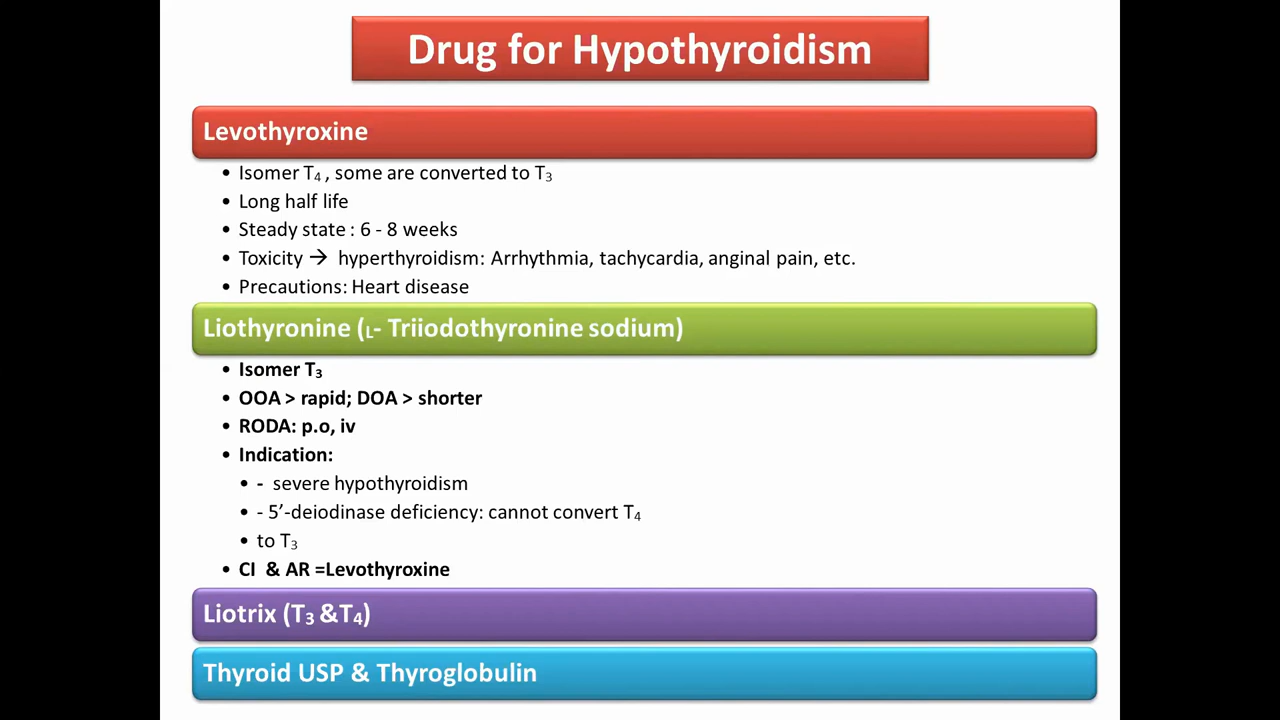 Drug for Hypothyroidism
Levothyroxine
• Isomer T₄ , some are converted to T₃
• Long half life
• Steady state : 6 - 8 weeks
• Toxicity → hyperthyroidism: Arrhythmia, tachycardia, anginal pain, etc.
• Precautions: Heart disease
Liothyronine (L- Triiodothyronine sodium)
• Isomer T₃
• OOA > rapid; DOA > shorter
• RODA: p.o, iv
• Indication:
• - severe hypothyroidism
• - 5’-deiodinase deficiency: cannot convert T₄
• to T₃
• CI & AR =Levothyroxine
Liotrix (T₃ &T₄)
Thyroid USP & Thyroglobulin